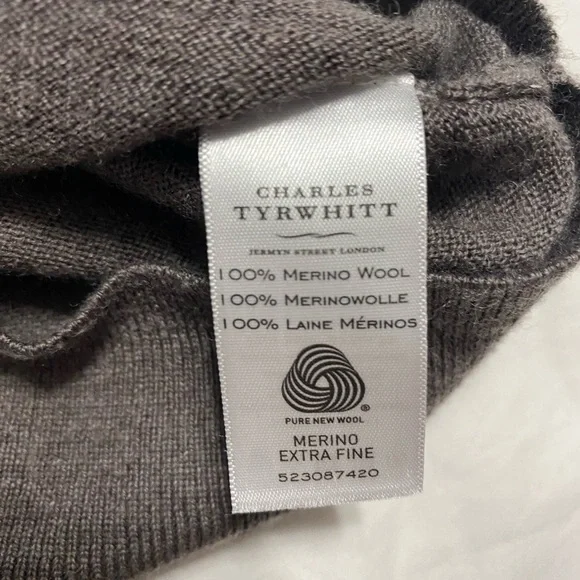 CHARLES
TYRWHITT
JERMYN STREET LONDON
100% MERINO WOOL
100% MERINOWOLLE
100% LAINE MÉRINOS
PURE NEW WOOL
MERINO
EXTRA FINE
523087420